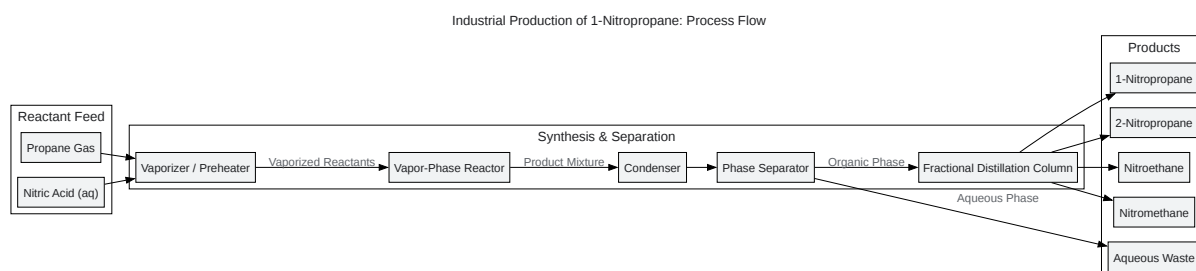 Industrial Production of 1-Nitropropane: Process Flow
Reactant Feed
Propane Gas
Nitric Acid (aq)
Synthesis & Separation
Vaporizer / Preheater
Vaporized Reactants
Vapor-Phase Reactor
Product Mixture
Condenser
Phase Separator
Organic Phase
Aqueous Phase
Fractional Distillation Column
Products
1-Nitropropane
2-Nitropropane
Nitroethane
Nitromethane
Aqueous Waste